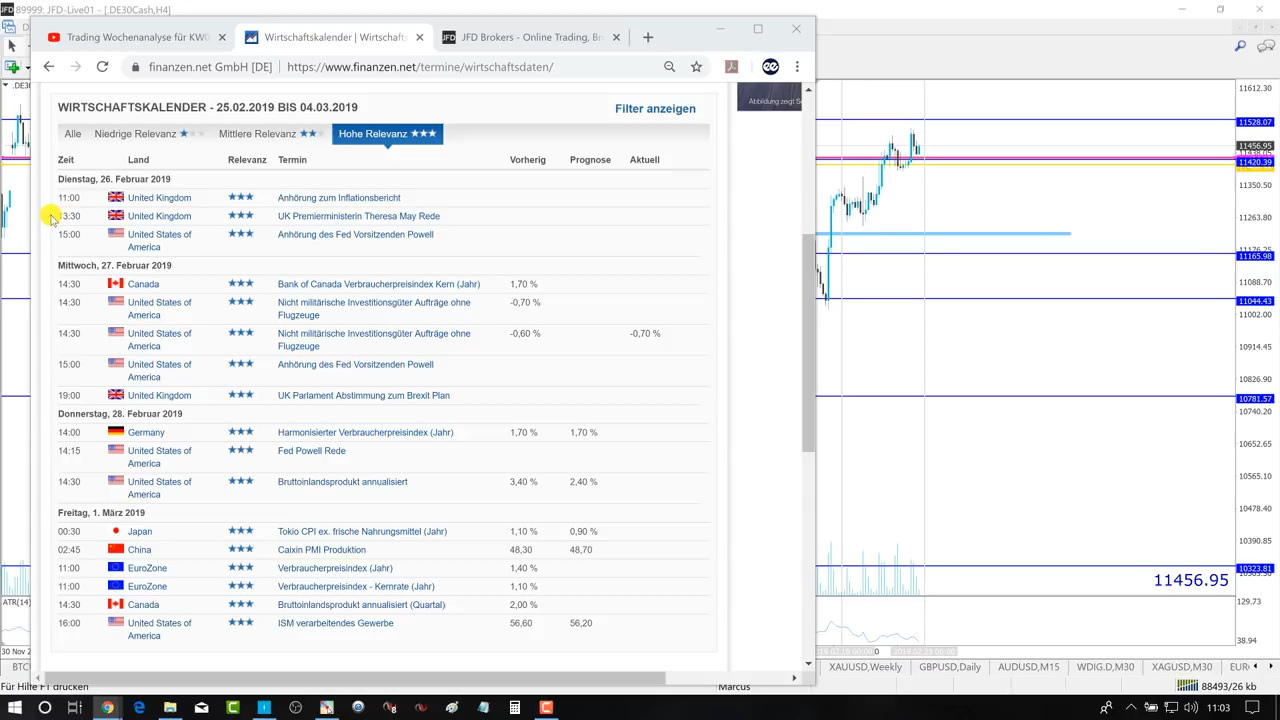 89999: JFD-Live01 - [.DE30Cash,H4]
Trading Wochenanalyse für KW0
Wirtschaftskalender | Wirtschaft
JFD Brokers - Online Trading, Br
finanzen.net GmbH [DE] https://www.finanzen.net/termine/wirtschaftsdaten/
WIRTSCHAFTSKALENDER - 25.02.2019 BIS 04.03.2019
Filter anzeigen
Abbildung zeigt S
Alle Niedrige Relevanz Mittlere Relevanz Hohe Relevanz
Zeit Land Relevanz Termin Vorherig Prognose Aktuell
Dienstag, 26. Februar 2019
11:00 United Kingdom Anhörung zum Inflationsbericht
3:30 United Kingdom UK Premierministerin Theresa May Rede
15:00 United States of Anhörung des Fed Vorsitzenden Powell
America
Mittwoch, 27. Februar 2019
14:30 Canada Bank of Canada Verbraucherpreisindex Kern (Jahr) 1,70 %
14:30 United States of Nicht militärische Investitionsgüter Aufträge ohne -0,70 %
America Flugzeuge
14:30 United States of Nicht militärische Investitionsgüter Aufträge ohne -0,60 % -0,70 %
America Flugzeuge
15:00 United States of Anhörung des Fed Vorsitzenden Powell
America
19:00 United Kingdom UK Parlament Abstimmung zum Brexit Plan
Donnerstag, 28. Februar 2019
14:00 Germany Harmonisierter Verbraucherpreisindex (Jahr) 1,70 % 1,70 %
14:15 United States of Fed Powell Rede
America
14:30 United States of Bruttoinlandsprodukt annualisiert 3,40 % 2,40 %
America
Freitag, 1. März 2019
00:30 Japan Tokio CPI ex. frische Nahrungsmittel (Jahr) 1,10 % 0,90 %
02:45 China Caixin PMI Produktion 48,30 48,70
11:00 EuroZone Verbraucherpreisindex (Jahr) 1,40 %
11:00 EuroZone Verbraucherpreisindex - Kernrate (Jahr) 1,10 %
14:30 Canada Bruttoinlandsprodukt annualisiert (Quartal) 2,00 %
16:00 United States of ISM verarbeitendes Gewerbe 56,60 56,20
America
11612.30
11528.07
11456.95
11420.39
11350.50
11263.80
11165.98
11088.70
11044.43
11002.00
10914.45
10826.90
10781.57
10740.20
10652.65
10565.10
10478.40
10390.85
10323.81
11456.95
129.73
38.94
ATR(14)
30 Nov 2
BTC
XAUUSD,Weekly GBPUSD,Daily AUDUSD,M15 WDIG.D,M30 XAGUSD,M30 EUR
Für Hilfe F1 drücken
Marcus
88493/26 kb
11:03